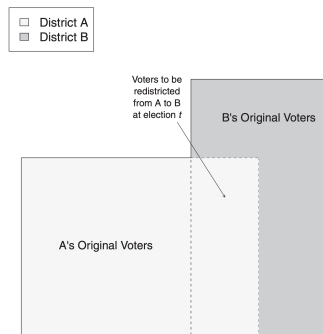 District A
District B
Voters to be
redistricted
from A to B
at election t
B's Original Voters
A's Original Voters